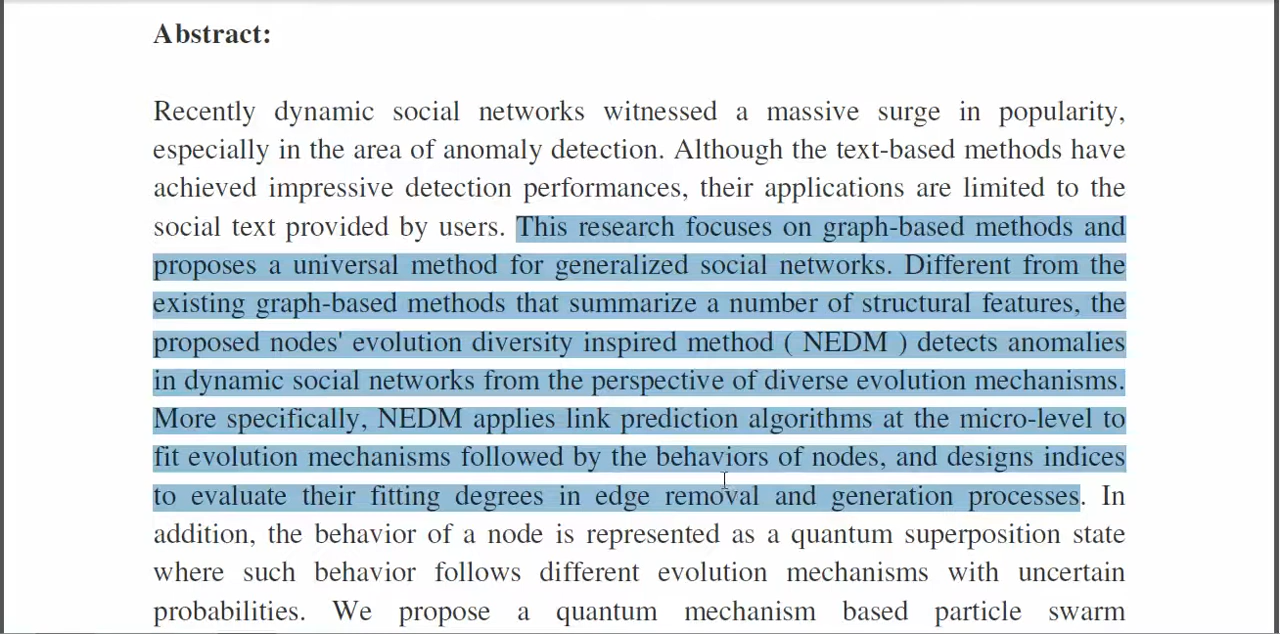 Abstract:
Recently dynamic social networks witnessed a massive surge in popularity,
especially in the area of anomaly detection. Although the text-based methods have
achieved impressive detection performances, their applications are limited to the
social text provided by users. This research focuses on graph-based methods and
proposes a universal method for generalized social networks. Different from the
existing graph-based methods that summarize a number of structural features, the
proposed nodes' evolution diversity inspired method ( NEDM ) detects anomalies
in dynamic social networks from the perspective of diverse evolution mechanisms.
More specifically, NEDM applies link prediction algorithms at the micro-level to
fit evolution mechanisms followed by the behaviors of nodes, and designs indices
to evaluate their fitting degrees in edge removal and generation processes. In
addition, the behavior of a node is represented as a quantum superposition state
where such behavior follows different evolution mechanisms with uncertain
probabilities. We propose a quantum mechanism based particle swarm